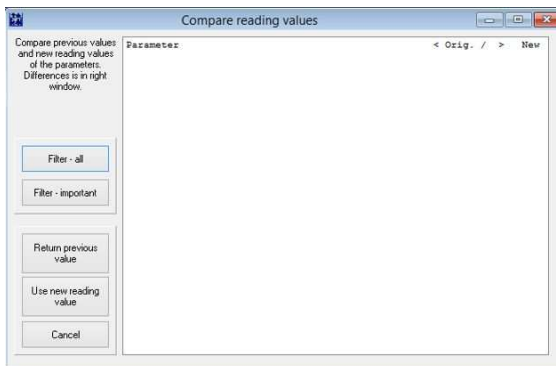 Compare reading values
Compare previous values
and new reading values
of the parameters.
Differences is in right
window.
Parameter < Orig. / > New
Filter - all
Filter - important
Return previous
value
Use new reading
value
Cancel